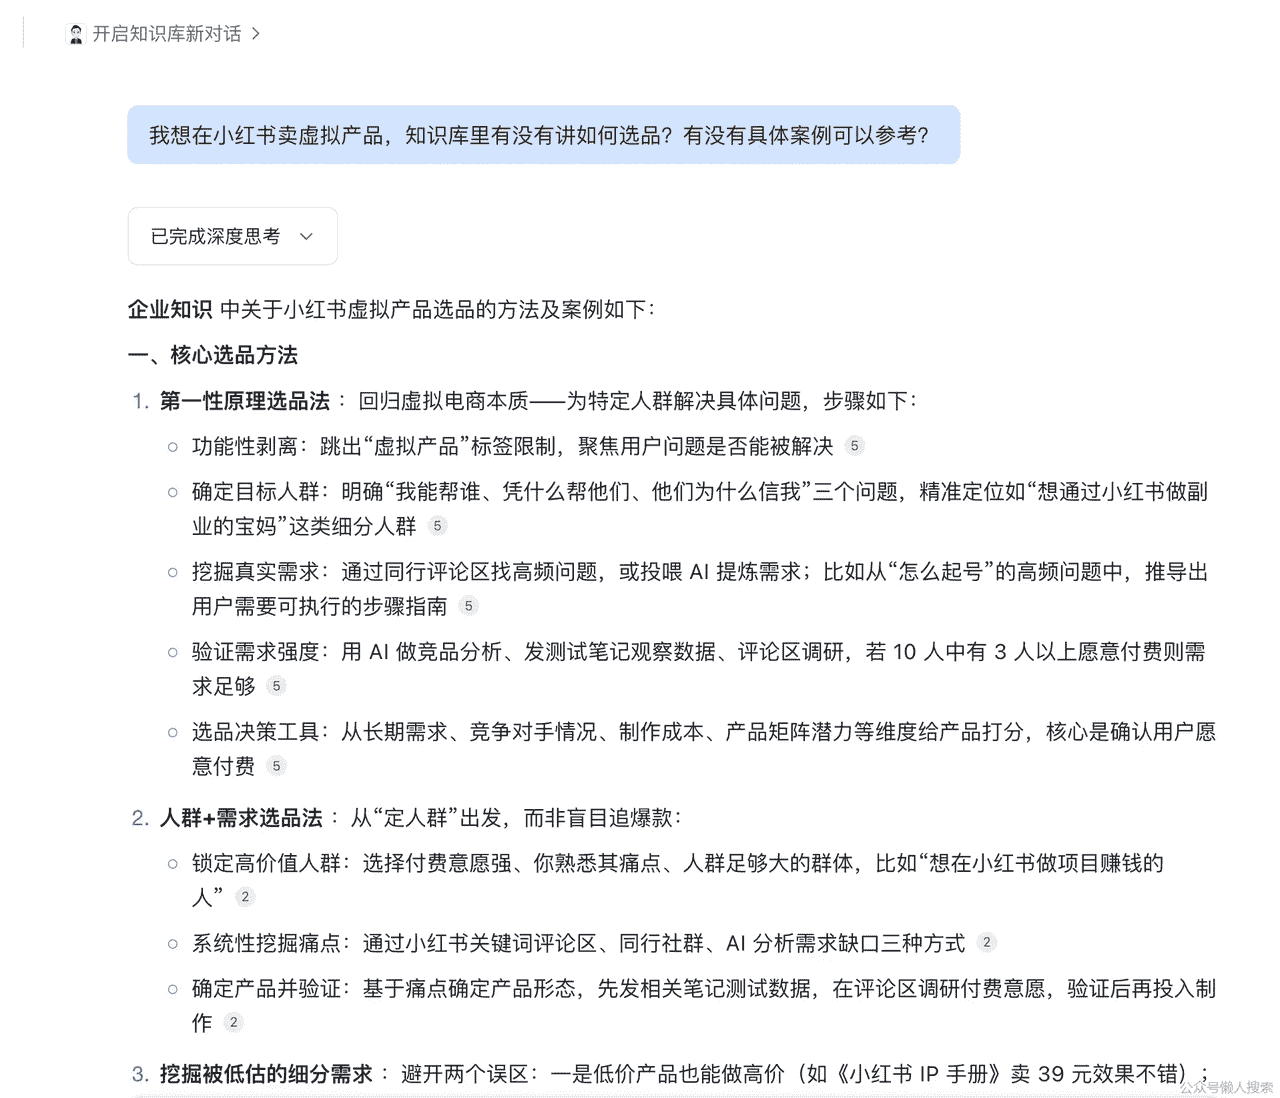 开启知识库新对话 >
我想在小红书卖虚拟产品，知识库里有没有讲如何选品？有没有具体案例可以参考？
已完成深度思考
企业知识 中关于小红书虚拟产品选品的方法及案例如下：
一、核心选品方法
1. 第一性原理选品法 ：回归虚拟电商本质——为特定人群解决具体问题，步骤如下：
○ 功能性剥离：跳出“虚拟产品”标签限制，聚焦用户问题是否能被解决 5
○ 确定目标人群：明确“我能帮谁、凭什么帮他们、他们为什么信我”三个问题，精准定位如“想通过小红书做副
业的宝妈”这类细分人群 5
○ 挖掘真实需求：通过同行评论区找高频问题，或投喂 AI 提炼需求；比如从“怎么起号”的高频问题中，推导出
用户需要可执行的步骤指南 5
○ 验证需求强度：用 AI 做竞品分析、发测试笔记观察数据、评论区调研，若 10 人中有 3 人以上愿意付费则需
求足够 5
○ 选品决策工具：从长期需求、竞争对手情况、制作成本、产品矩阵潜力等维度给产品打分，核心是确认用户愿
意付费 5
2. 人群+需求选品法 ：从“定人群”出发，而非盲目追爆款：
○ 锁定高价值人群：选择付费意愿强、你熟悉其痛点、人群足够大的群体，比如“想在小红书做项目赚钱的
人” 2
○ 系统性挖掘痛点：通过小红书关键词评论区、同行社群、AI 分析需求缺口三种方式 2
○ 确定产品并验证：基于痛点确定产品形态，先发相关笔记测试数据，在评论区调研付费意愿，验证后再投入制
作 2
3. 挖掘被低估的细分需求 ：避开两个误区：一是低价产品也能做高价（如《小红书 IP 手册》卖 39 元效果不错）；
公众号懒人搜索